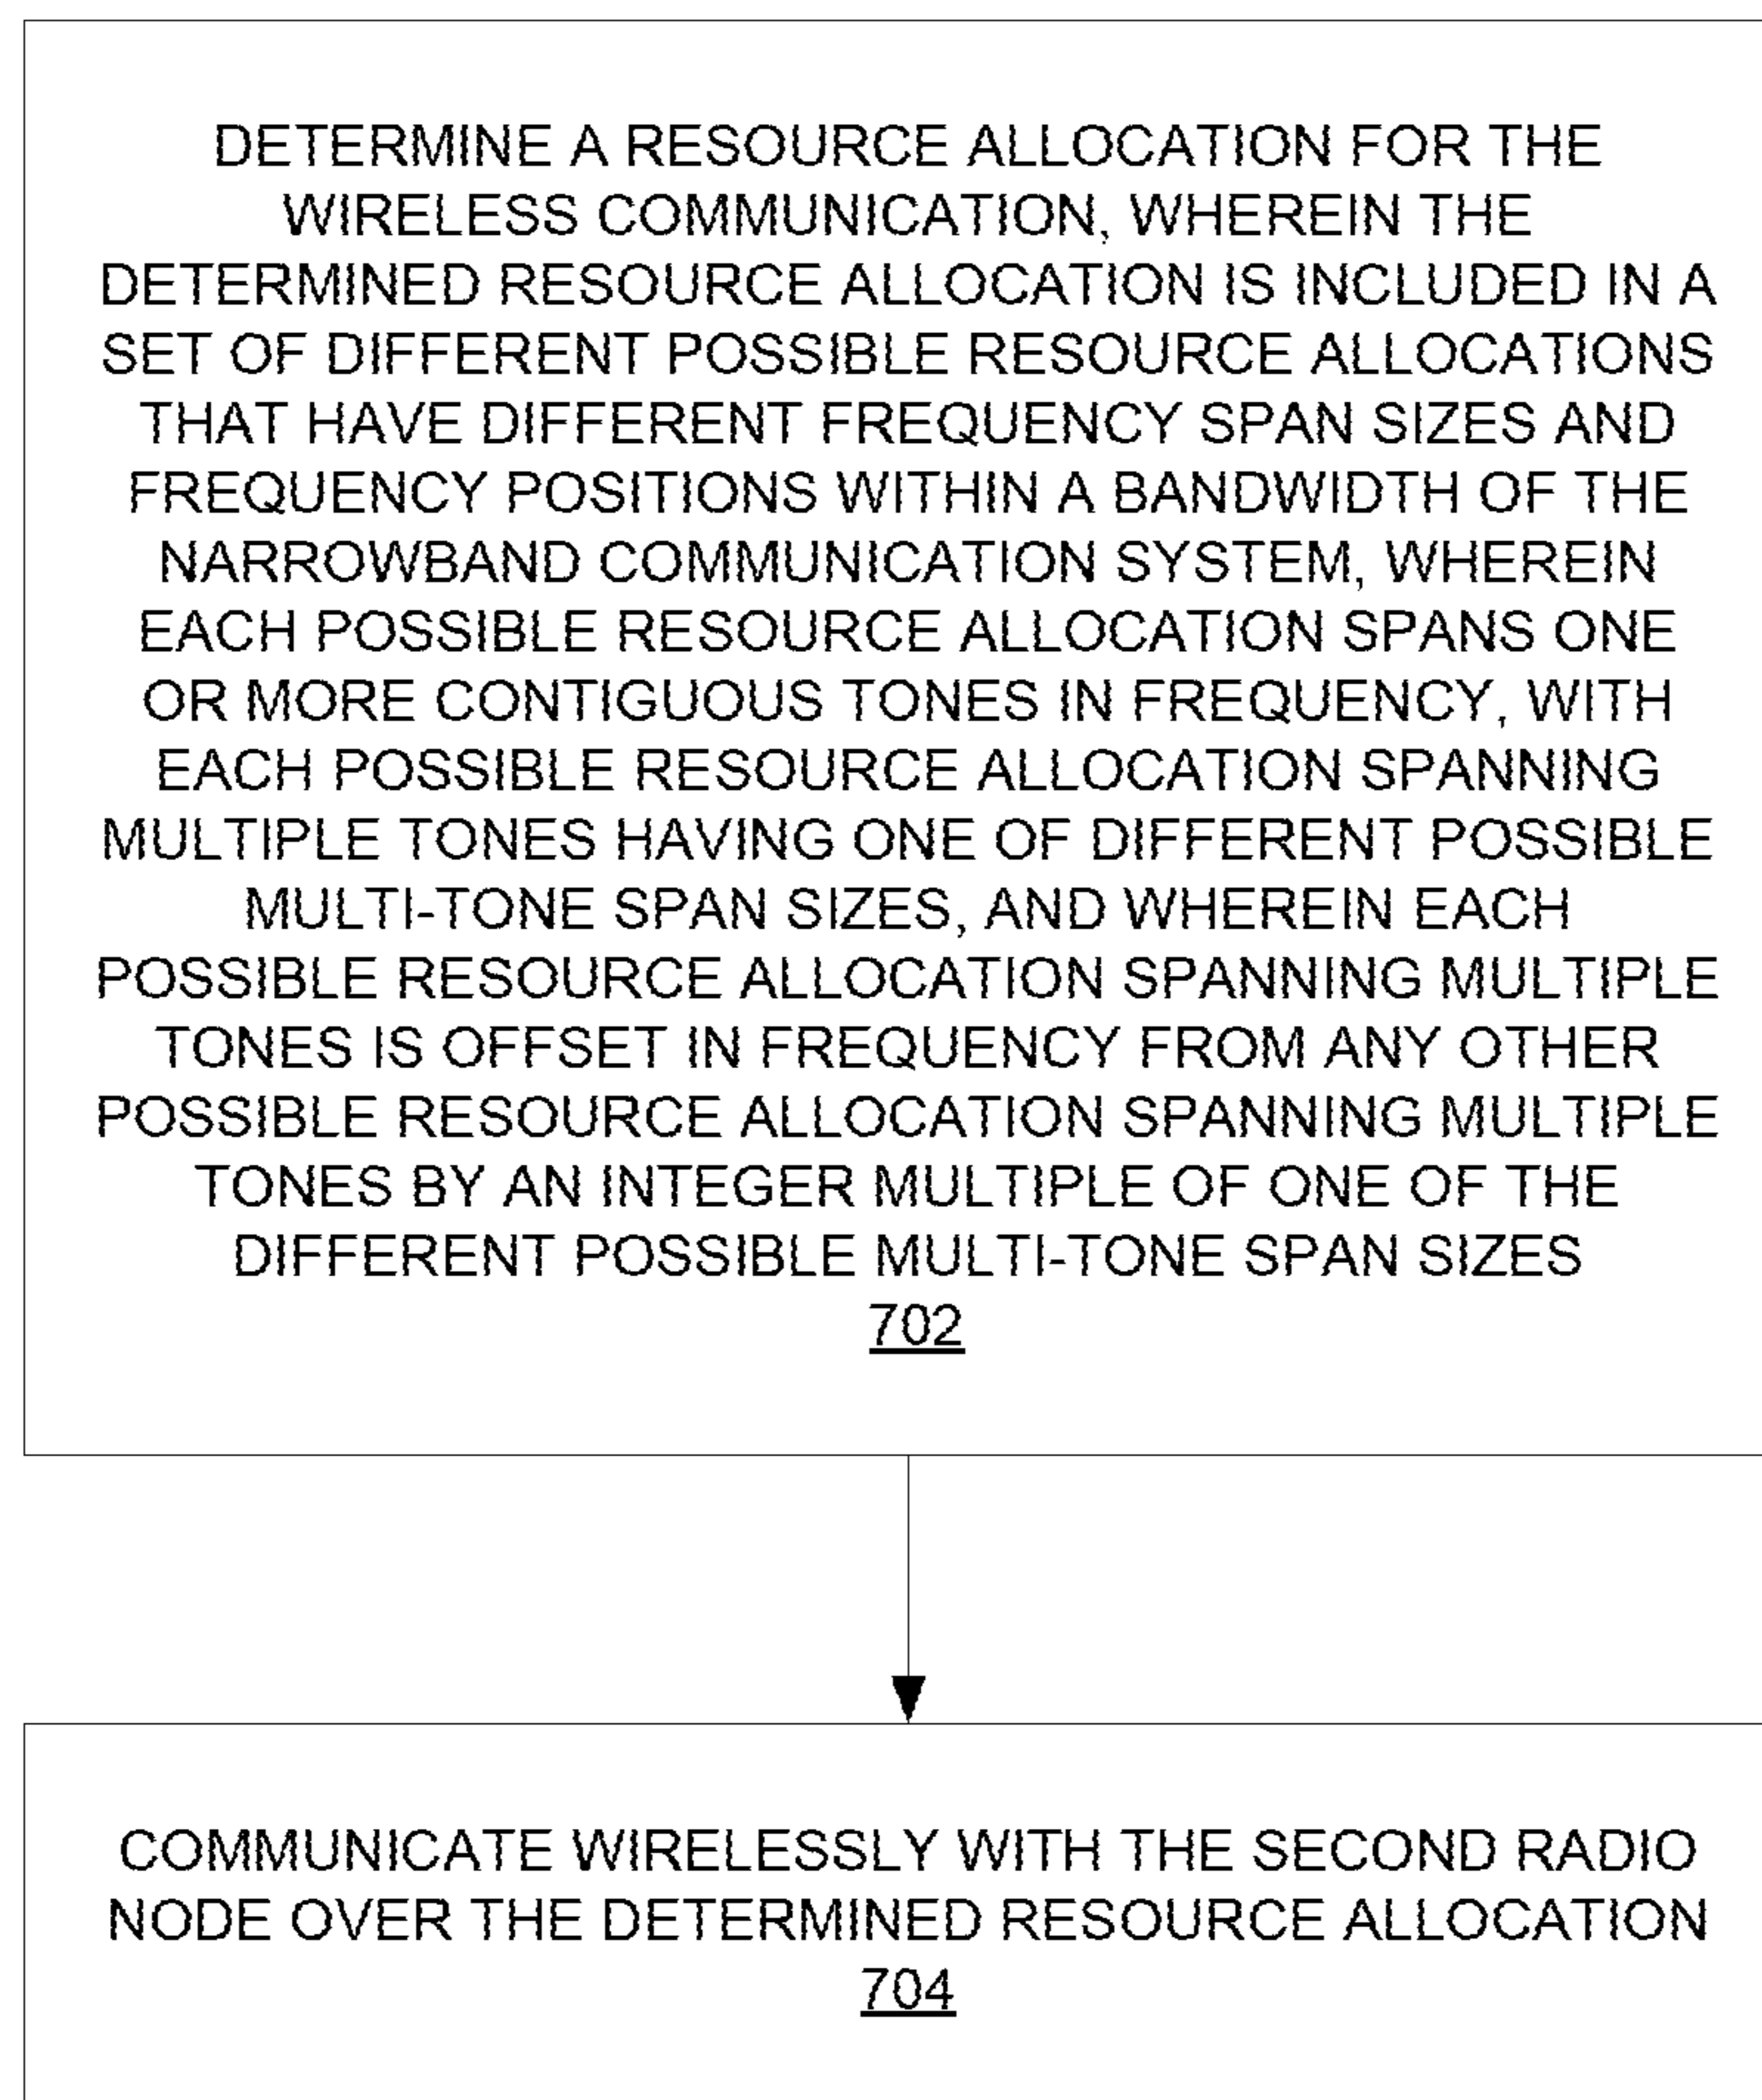 DETERMINE A RESOURCE ALLOCATION FOR THE
WIRELESS COMMUNICATION, WHEREIN THE
DETERMINED RESOURCE ALLOCATION IS INCLUDED IN A
SET OF DIFFERENT POSSIBLE RESOURCE ALLOCATIONS
THAT HAVE DIFFERENT FREQUENCY SPAN SIZES AND
FREQUENCY POSITIONS WITHIN A BANDWIDTH OF THE
NARROWBAND COMMUNICATION SYSTEM, WHEREIN
EACH POSSIBLE RESOURCE ALLOCATION SPANS ONE
OR MORE CONTIGUOUS TONES IN FREQUENCY, WITH
EACH POSSIBLE RESOURCE ALLOCATION SPANNING
MULTIPLE TONES HAVING ONE OF DIFFERENT POSSIBLE
MULTI-TONE SPAN SIZES, AND WHEREIN EACH
POSSIBLE RESOURCE ALLOCATION SPANNING MULTIPLE
TONES IS OFFSET IN FREQUENCY FROM ANY OTHER
POSSIBLE RESOURCE ALLOCATION SPANNING MULTIPLE
TONES BY AN INTEGER MULTIPLE OF ONE OF THE
DIFFERENT POSSIBLE MULTI-TONE SPAN SIZES
702
COMMUNICATE WIRELESSLY WITH THE SECOND RADIO
NODE OVER THE DETERMINED RESOURCE ALLOCATION
704